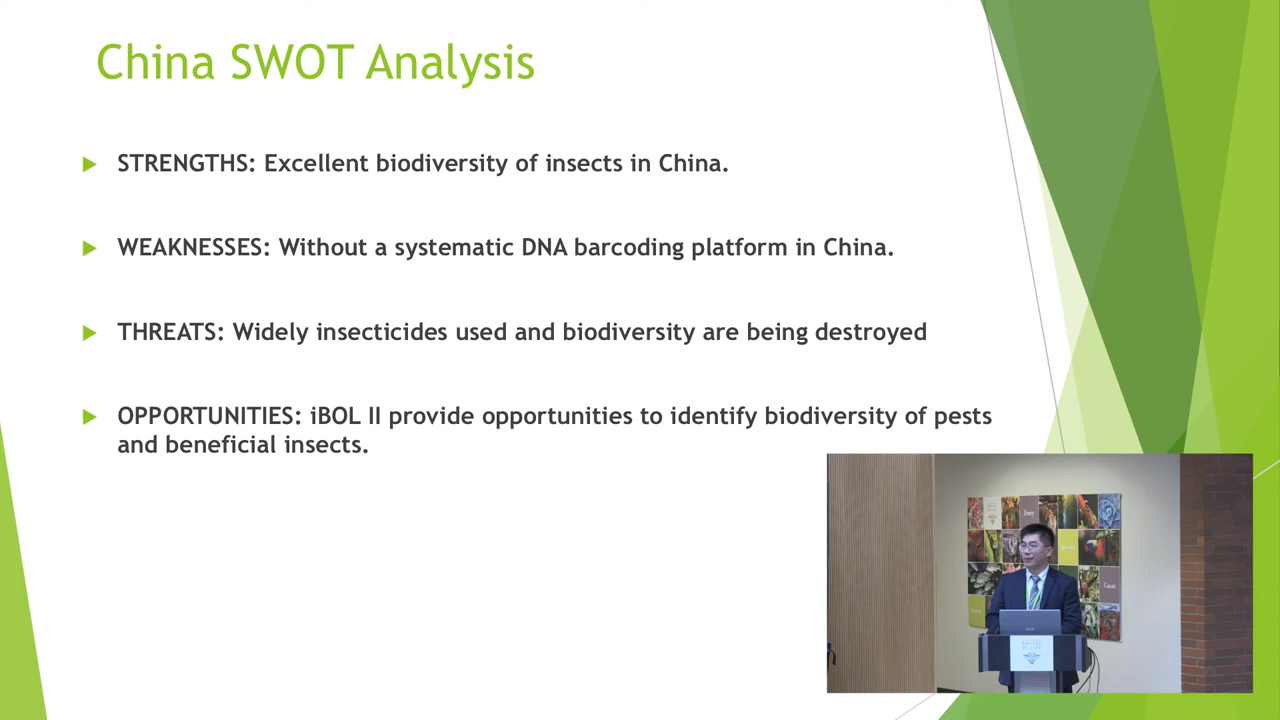 China SWOT Analysis
STRENGTHS: Excellent biodiversity of insects in China.
WEAKNESSES: Without a systematic DNA barcoding platform in China.
THREATS: Widely insecticides used and biodiversity are being destroyed
OPPORTUNITIES: iBOL II provide opportunities to identify biodiversity of pests
and beneficial insects.